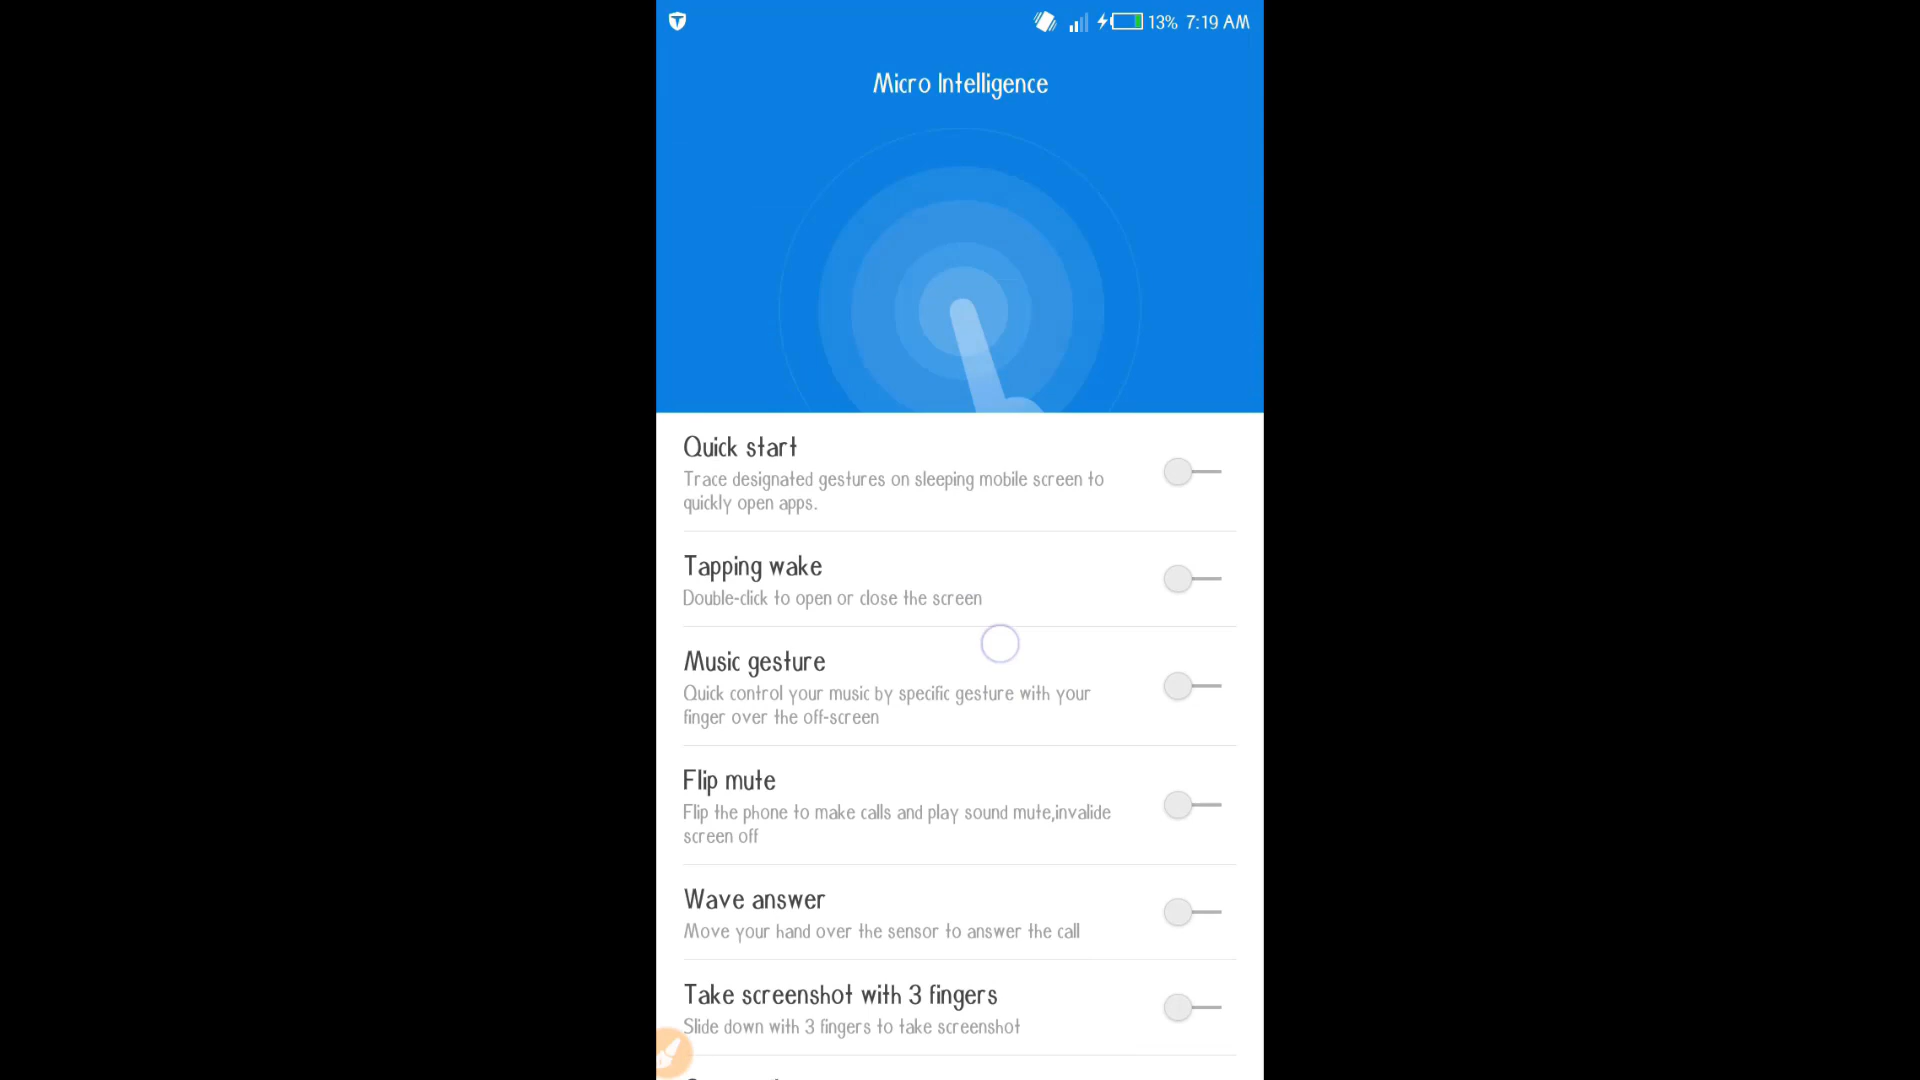 13% 7:19 AM
Micro Intelligence
Quick start
Trace designated gestures on sleeping mobile screen to
quickly open apps.
Tapping wake
Double-click to open or close the screen
Music gesture
Quick control your music by specific gesture with your
finger over the off-screen
Flip mute
Flip the phone to make calls and play sound mute,invalide
screen off
Wave answer
Move your hand over the sensor to answer the call
Take screenshot with 3 fingers
Slide down with 3 fingers to take screenshot